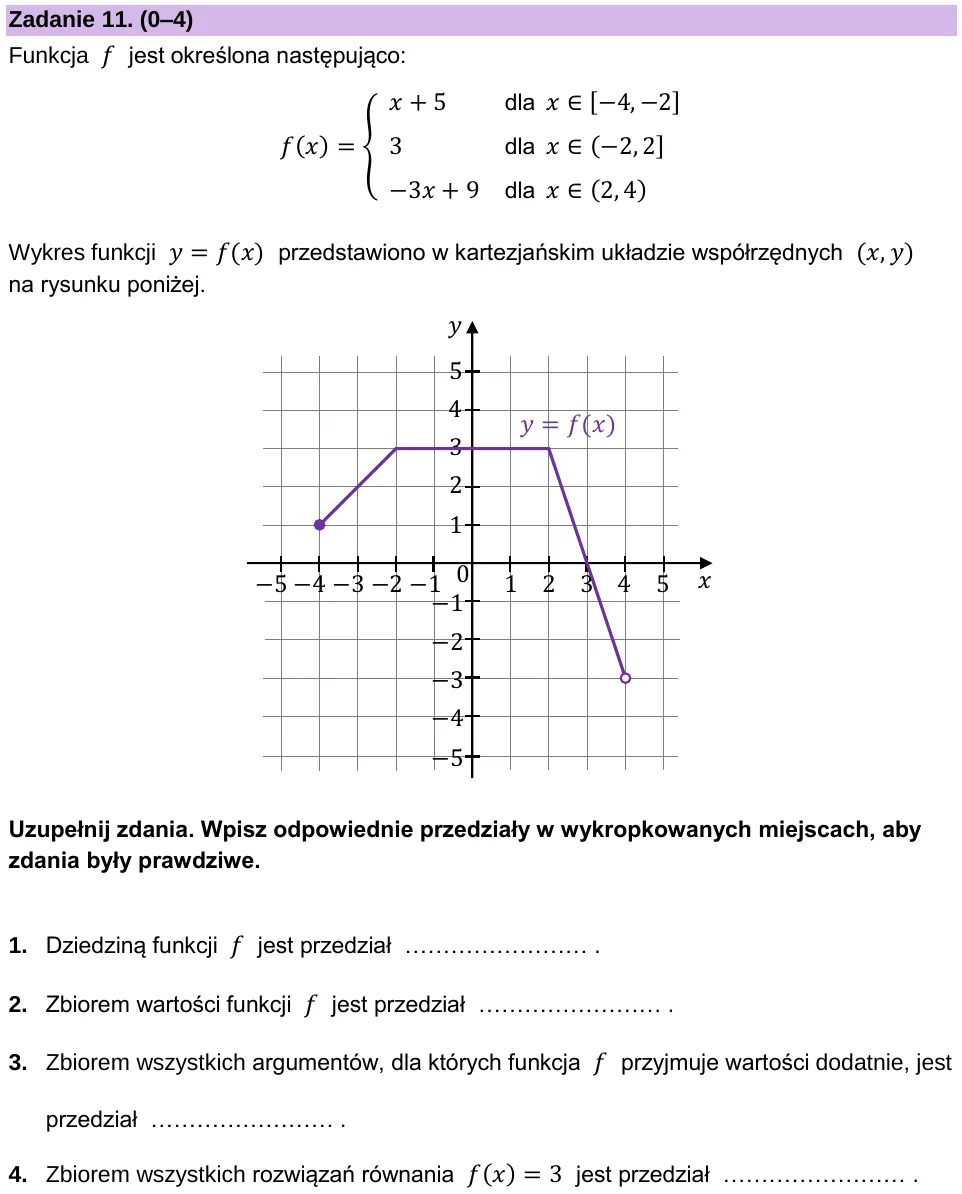 Zadanie 11. (0–4)
Funkcja f jest określona następująco:
x + 5 dla x ∈ [−4, −2]
f(x) = { 3 dla x ∈ (−2, 2]
−3x + 9 dla x ∈ (2, 4)
Wykres funkcji y = f(x) przedstawiono w kartezjańskim układzie współrzędnych (x, y)
na rysunku poniżej.
y
5
4
y = f(x)
3
2
1
−5 −4 −3 −2 −1 0 1 2 3 4 5 x
−1
−2
−3
−4
−5
Uzupełnij zdania. Wpisz odpowiednie przedziały w wykropkowanych miejscach, aby
zdania były prawdziwe.
1. Dziedziną funkcji f jest przedział ........................ .
2. Zbiorem wartości funkcji f jest przedział ........................ .
3. Zbiorem wszystkich argumentów, dla których funkcja f przyjmuje wartości dodatnie, jest
przedział ........................ .
4. Zbiorem wszystkich rozwiązań równania f(x) = 3 jest przedział ........................ .